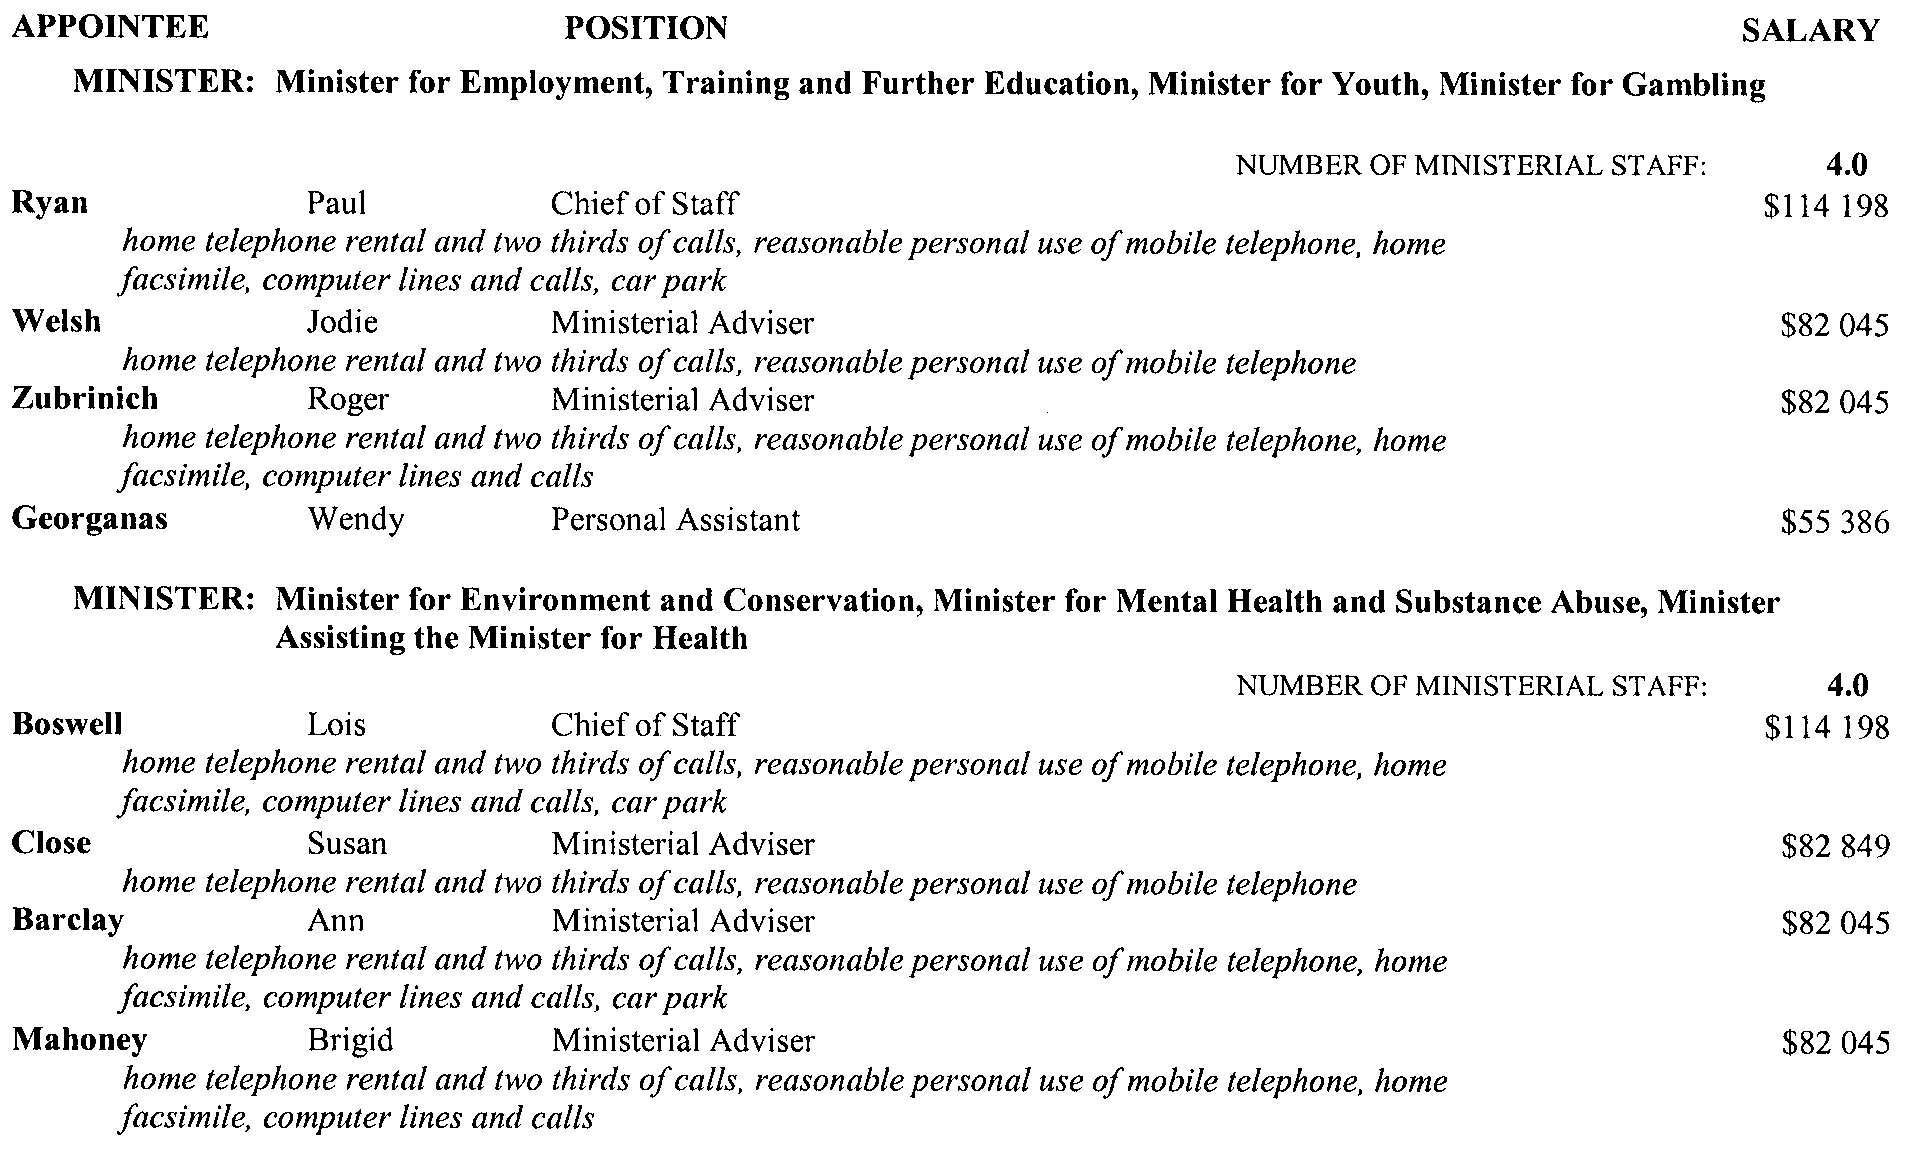 APPOINTEE POSITION SALARY
MINISTER: Minister for Employment, Training and Further Education, Minister for Youth, Minister for Gambling
NUMBER OF MINISTERIAL STAFF: 4.0
Ryan Paul Chief of Staff $114 198
home telephone rental and two thirds of calls, reasonable personal use of mobile telephone, home
facsimile, computer lines and calls, car park
Welsh Jodie Ministerial Adviser $82 045
home telephone rental and two thirds of calls, reasonable personal use of mobile telephone
Zubrinich Roger Ministerial Adviser $82 045
home telephone rental and two thirds of calls, reasonable personal use of mobile telephone, home
facsimile, computer lines and calls
Georganas Wendy Personal Assistant $55 386
MINISTER: Minister for Environment and Conservation, Minister for Mental Health and Substance Abuse, Minister
Assisting the Minister for Health
NUMBER OF MINISTERIAL STAFF: 4.0
Boswell Lois Chief of Staff $114 198
home telephone rental and two thirds of calls, reasonable personal use of mobile telephone, home
facsimile, computer lines and calls, car park
Close Susan Ministerial Adviser $82 849
home telephone rental and two thirds of calls, reasonable personal use of mobile telephone
Barclay Ann Ministerial Adviser $82 045
home telephone rental and two thirds of calls, reasonable personal use of mobile telephone, home
facsimile, computer lines and calls, car park
Mahoney Brigid Ministerial Adviser $82 045
home telephone rental and two thirds of calls, reasonable personal use of mobile telephone, home
facsimile, computer lines and calls